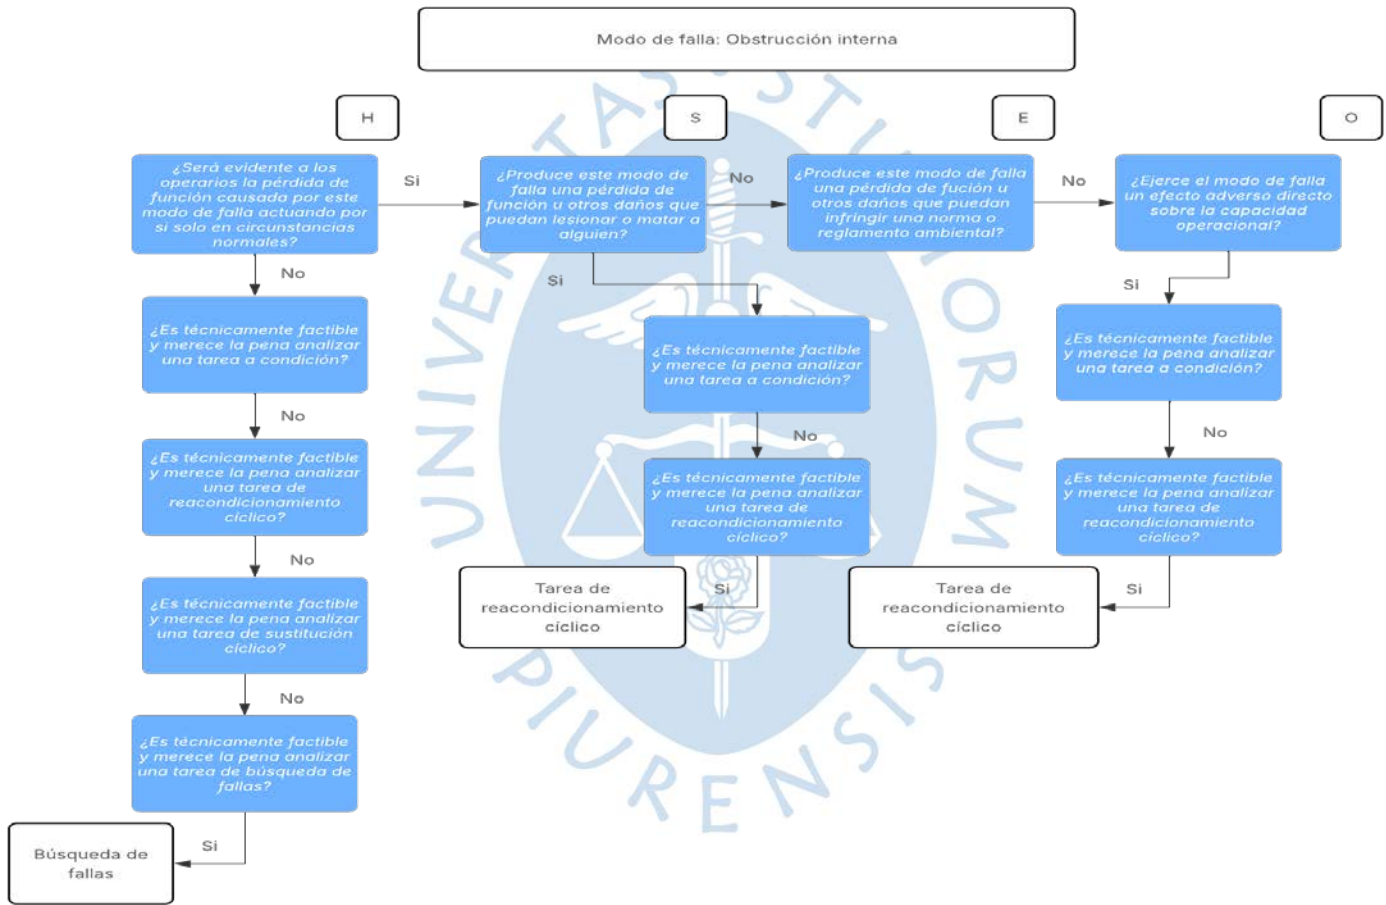 Modo de falla: Obstrucción interna
H
S
E
O
¿Será evidente a los
operarios la pérdida de
función causada por este
modo de falla actuando por
si solo en circunstancias
normales?
Si
¿Produce este modo de
falla una pérdida de
función u otros daños que
puedan lesionar o matar a
alguien?
No
¿Produce este modo de falla
una pérdida de fución u
otros daños que puedan
infringir una norma o
reglamento ambiental?
No
¿Ejerce el modo de falla
un efecto adverso directo
sobre la capacidad
operacional?
No
Si
Si
¿Es técnicamente factible
y merece la pena analizar
una tarea a condición?
¿Es técnicamente factible
y merece la pena analizar
una tarea a condición?
¿Es técnicamente factible
y merece la pena analizar
una tarea a condición?
No
No
No
¿Es técnicamente factible
y merece la pena analizar
una tarea de
reacondicionamiento
cíclico?
¿Es técnicamente factible
y merece la pena analizar
una tarea de
reacondicionamiento
cíclico?
¿Es técnicamente factible
y merece la pena analizar
una tarea de
reacondicionamiento
cíclico?
No
Si
Tarea de
reacondicionamiento
cíclico
Si
Tarea de
reacondicionamiento
cíclico
¿Es técnicamente factible
y merece la pena analizar
una tarea de sustitución
cíclico?
No
¿Es técnicamente factible
y merece la pena analizar
una tarea de búsqueda de
fallas?
Si
Búsqueda de
fallas
UNIVERSITAS STUDIORUM
PIURENSIS